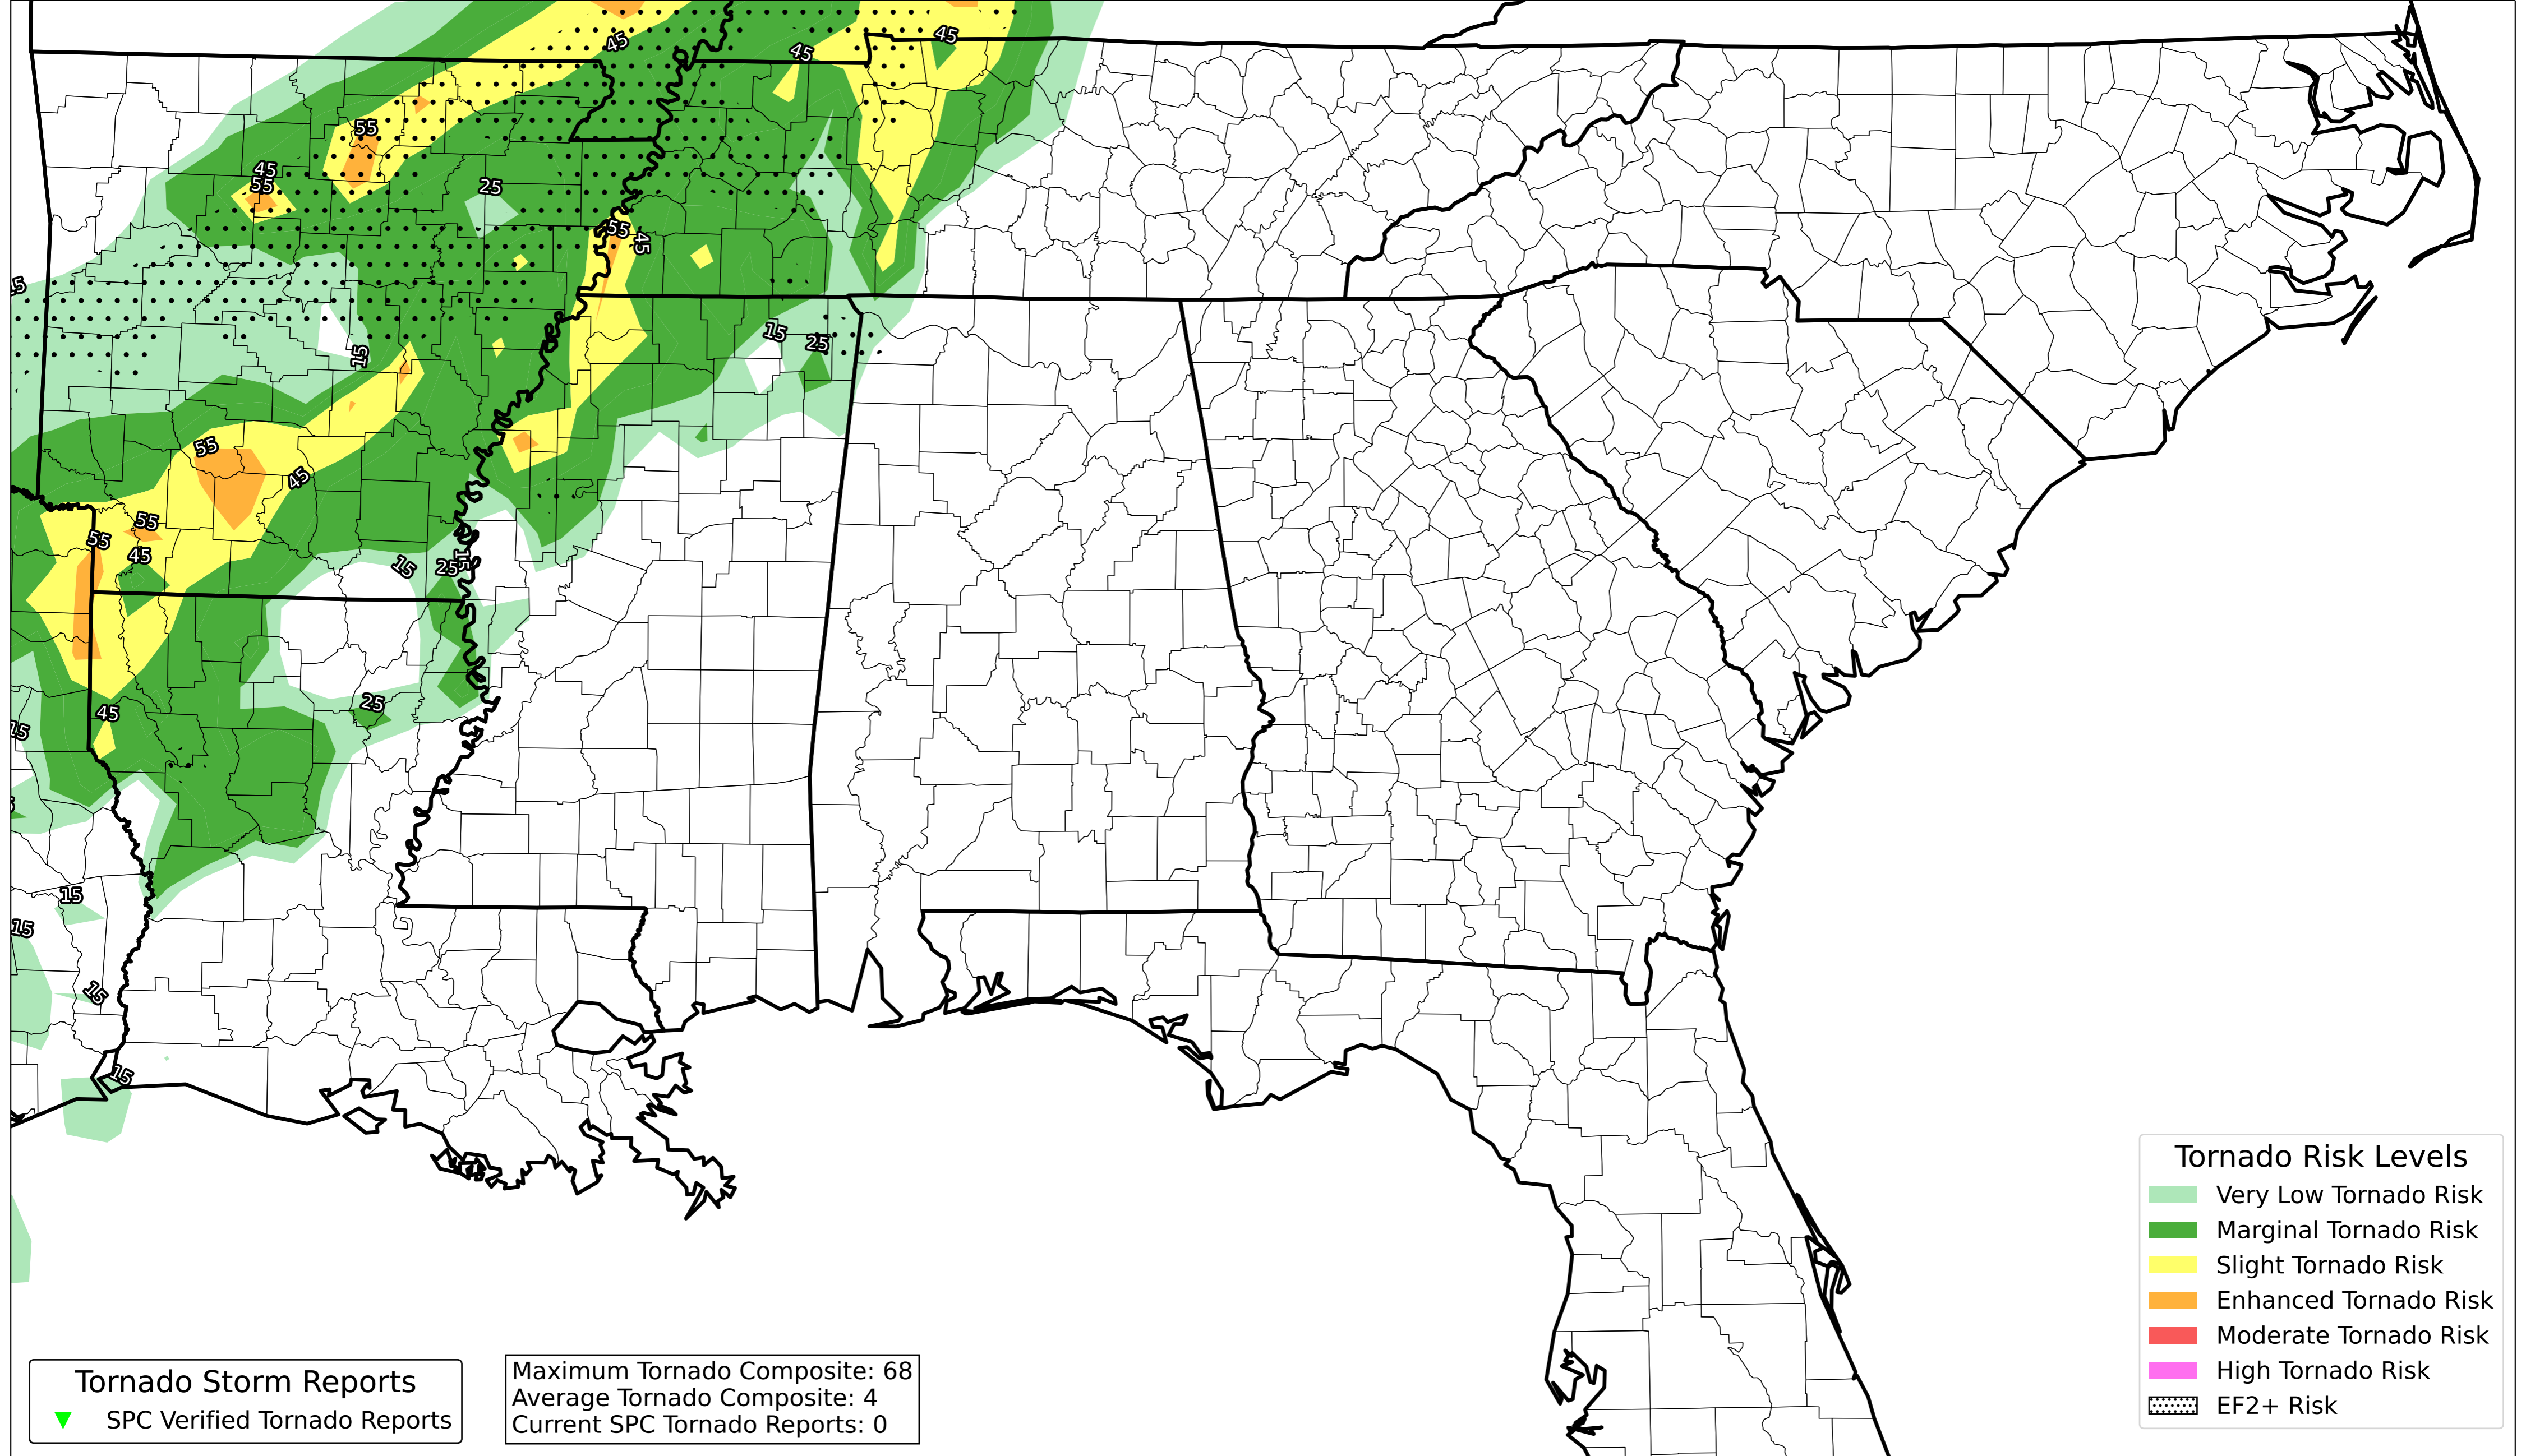 45
45
45
55
45
55
25
55
45
15
15
25
15
55
45
55
55
45
15
25
15
45
25
15
15
15
15
15
Tornado Risk Levels
Very Low Tornado Risk
Marginal Tornado Risk
Slight Tornado Risk
Enhanced Tornado Risk
Moderate Tornado Risk
High Tornado Risk
EF2+ Risk
Tornado Storm Reports
SPC Verified Tornado Reports
Maximum Tornado Composite: 68
Average Tornado Composite: 4
Current SPC Tornado Reports: 0